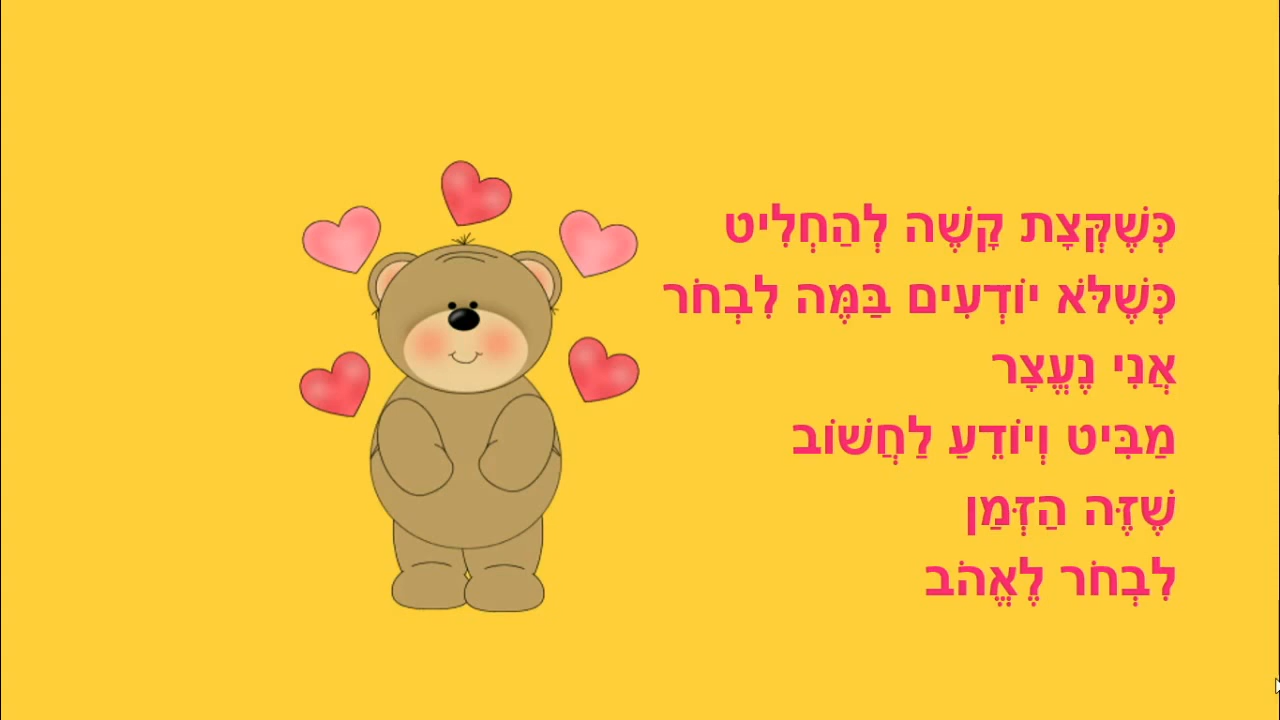 כְּשֶׁקְּצָת קָשֶׁה לְהַחְלִיט
כְּשֶׁלֹּא יוֹדְעִים בַּמֶּה לִבְחֹר
אֲנִי נֶעֱצָר
מַבִּיט וְיוֹדֵעַ לַחֲשׁוֹב
שֶׁזֶּה הַזְּמַן
לִבְחֹר לֶאֱהֹב